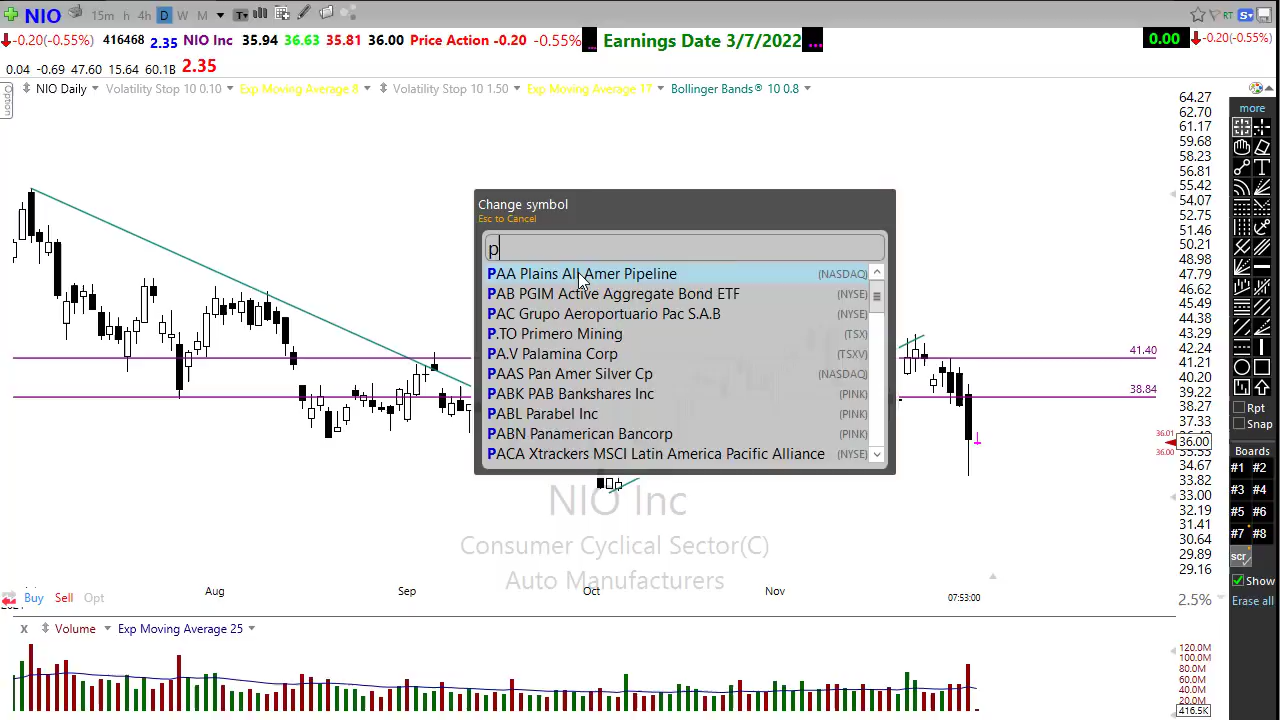 NIO 15m h 4h D W M T RT S
-0.20(-0.55%) 416468 2.35 NIO Inc 35.94 36.63 35.81 36.00 Price Action -0.20 -0.55% ... Earnings Date 3/7/2022 ... 0.00 -0.20(-0.55%)
0.04 -0.69 47.60 15.64 60.1B 2.35
Option
NIO Daily Volatility Stop 10 0.10 Exp Moving Average 8 Volatility Stop 10 1.50 Exp Moving Average 17 Bollinger Bands® 10 0.8
Change symbol
Esc to Cancel
p
PAA Plains All Amer Pipeline (NASDAQ)
PAB PGIM Active Aggregate Bond ETF (NYSE)
PAC Grupo Aeroportuario Pac S.A.B (NYSE)
P.TO Primero Mining (TSX)
PA.V Palamina Corp (TSXV)
PAAS Pan Amer Silver Cp (NASDAQ)
ABK PAB Bankshares Inc (PINK)
PABL Parabel Inc (PINK)
PABN Panamerican Bancorp (PINK)
PACA Xtrackers MSCI Latin America Pacific Alliance (NYSE)
41.40
38.84
64.27
62.70
61.17
59.68
58.23
56.81
55.42
54.07
52.75
51.46
50.21
48.98
47.79
46.62
45.49
44.38
43.29
42.24
41.21
40.20
39.22
38.27
37.33
36.01
36.00
36.00
35.53
34.67
33.82
33.00
32.19
31.41
30.64
29.89
29.16
more
T
Rpt
Snap
Boards
#1 #2
#3 #4
#5 #6
#7 #8
scr
Show
Erase all
NIO Inc
Consumer Cyclical Sector(C)
Auto Manufacturers
Aug Sep Oct Nov 07:53:00
Buy Sell Opt 2.5%
X Volume Exp Moving Average 25
120.0M
100.0M
80.0M
60.0M
40.0M
20.0M
416.5K